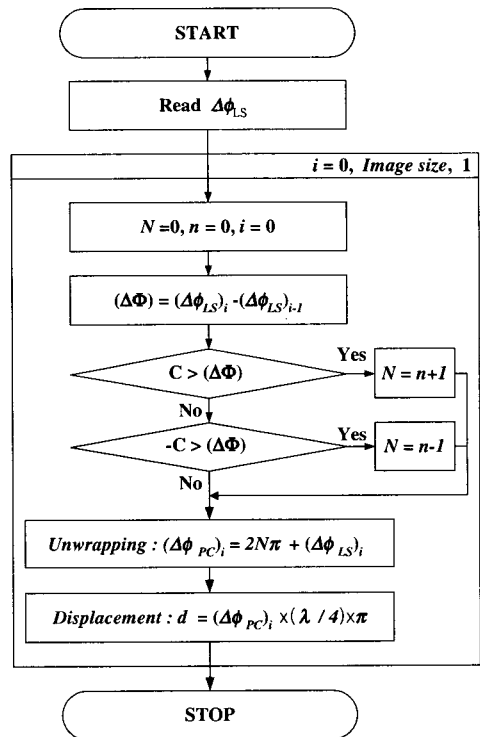 START
Read Δϕ_LS
i = 0, Image size, 1
N =0, n = 0, i = 0
(ΔΦ) = (Δϕ_LS)_i -(Δϕ_LS)_i-1
C > (ΔΦ)
Yes
N = n+1
No
-C > (ΔΦ)
Yes
N = n-1
No
Unwrapping : (Δϕ_PC)_i = 2Nπ + (Δϕ_LS)_i
Displacement : d = (Δϕ_PC)_i ×(λ / 4)×π
STOP